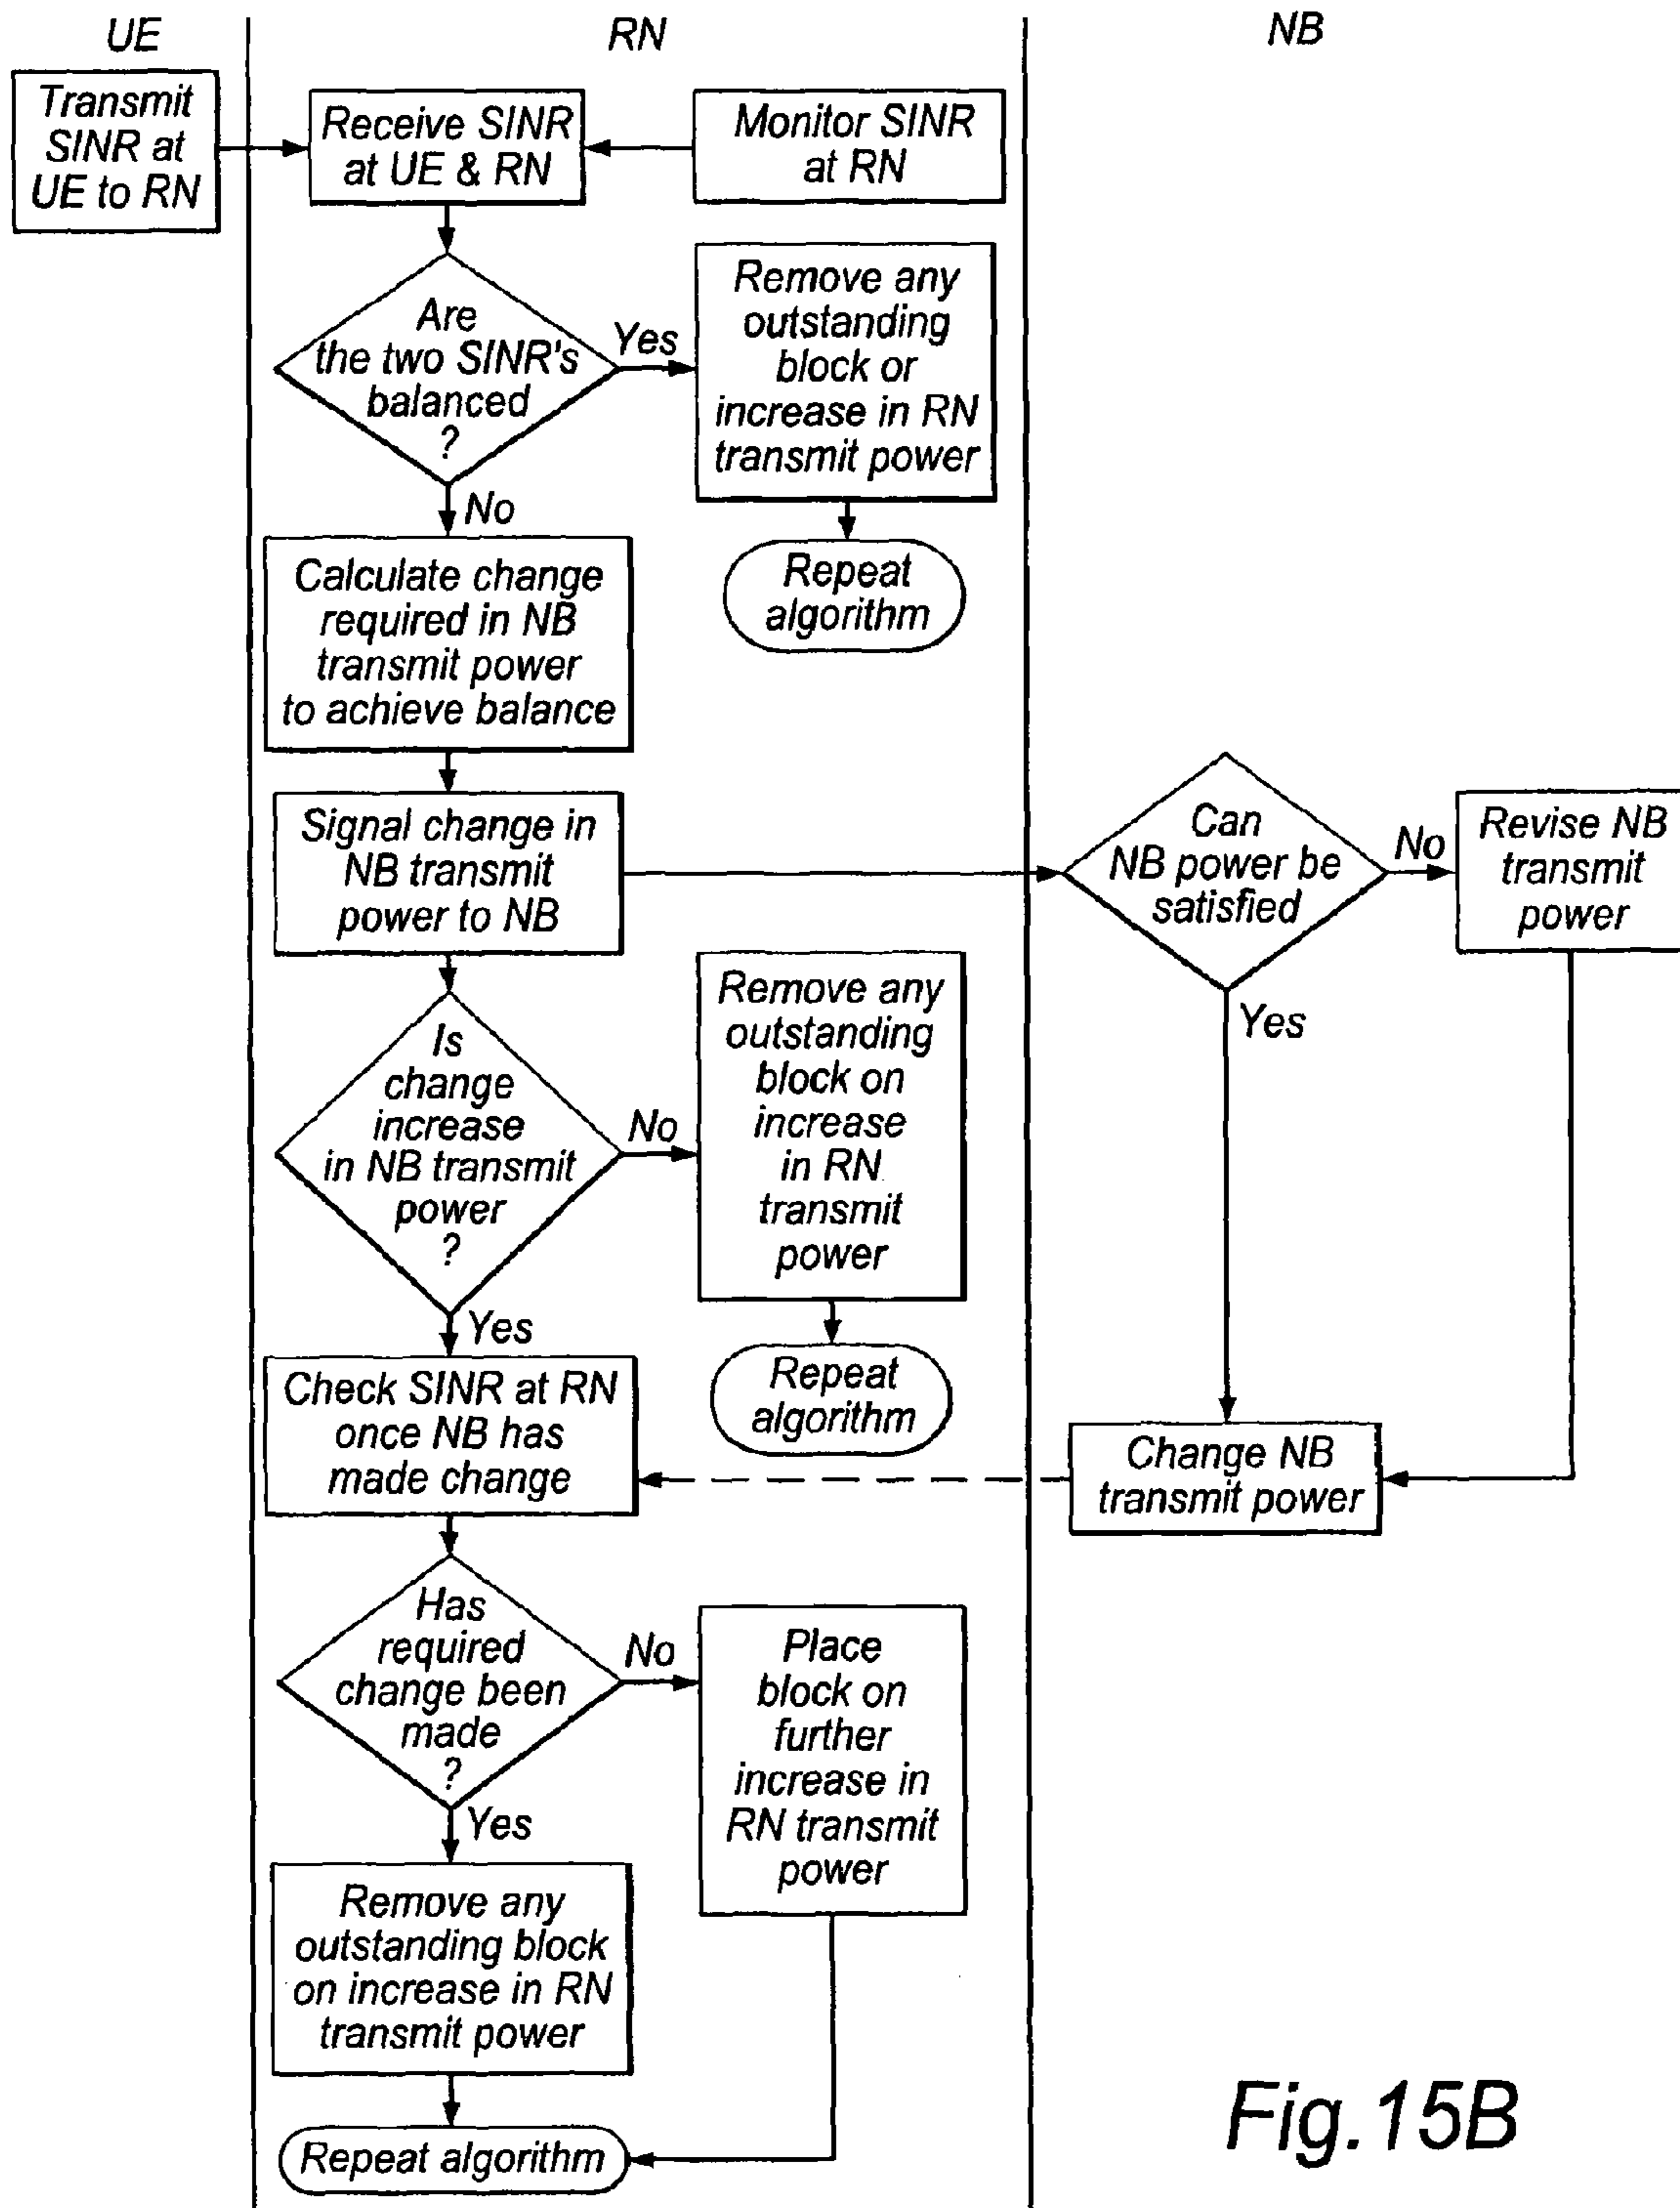 UE
RN
NB
Transmit
SINR at
UE to RN
Receive SINR
at UE & RN
Monitor SINR
at RN
Are
the two SINR's
balanced
?
Yes
Remove any
outstanding
block or
increase in RN
transmit power
Repeat
algorithm
No
Calculate change
required in NB
transmit power
to achieve balance
Signal change in
NB transmit
power to NB
Can
NB power be
satisfied
No
Revise NB
transmit
power
Yes
Is
change
increase
in NB transmit
power
?
No
Remove any
outstanding
block on
increase
in RN
transmit
power
Repeat
algorithm
Yes
Check SINR at RN
once NB has
made change
Change NB
transmit power
Has
required
change been
made
?
No
Place
block on
further
increase in
RN transmit
power
Yes
Remove any
outstanding block
on increase in RN
transmit power
Repeat algorithm
Fig.15B